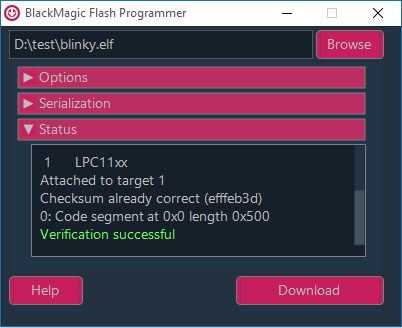 BlackMagic Flash Programmer
D:\test\blinky.elf Browse
▶ Options
▶ Serialization
▼ Status
1 LPC11xx
Attached to target 1
Checksum already correct (efffeb3d)
0: Code segment at 0x0 length 0x500
Verification successful
Help Download